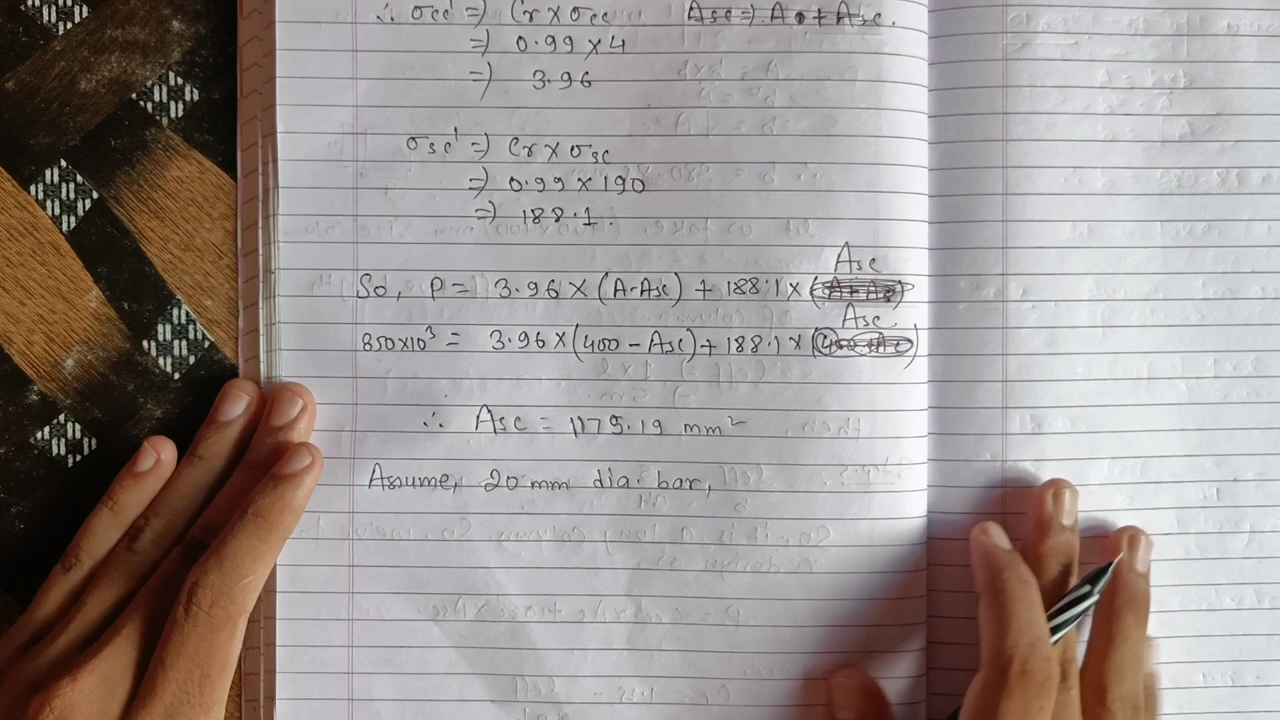 ∴ σcc' => Cr × σcc   Asc => Ac + Asc.
=> 0.99 × 4
=> 3.96
σsc' => Cr × σsc
=> 0.99 × 190
=> 188.1.
Asc
So, P = 3.96 × (A-Asc) + 188.1 ×
Asc
850×10³ = 3.96 × (400 - Asc) + 188.1 ×
∴ Asc = 1175.19 mm²
Assume, 20 mm dia. bar,